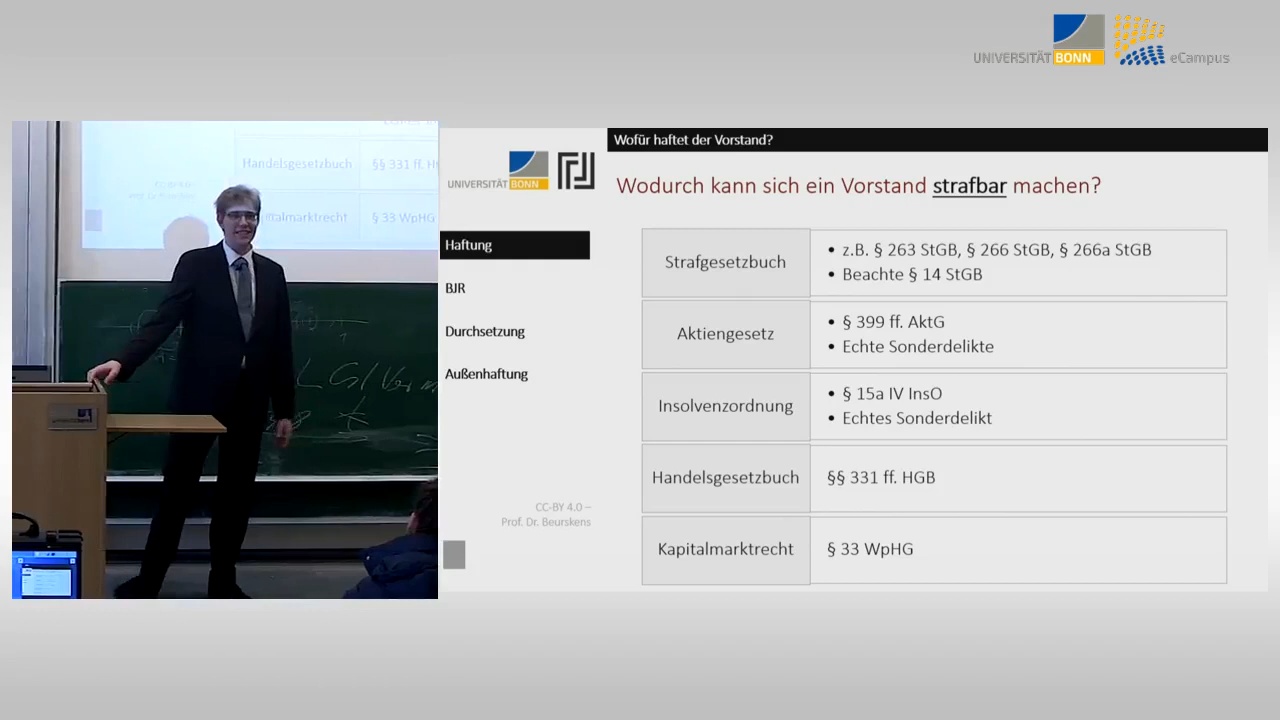 UNIVERSITÄT BONN
eCampus
Handelsgesetzbuch
§§ 331 ff. H
§ 33 WpHG
Wofür haftet der Vorstand?
UNIVERSITÄT BONN
Wodurch kann sich ein Vorstand strafbar machen?
Haftung
BJR
Durchsetzung
Außenhaftung
CC-BY 4.0 –
Prof. Dr. Beurskens
Strafgesetzbuch
• z.B. § 263 StGB, § 266 StGB, § 266a StGB
• Beachte § 14 StGB
Aktiengesetz
• § 399 ff. AktG
• Echte Sonderdelikte
Insolvenzordnung
• § 15a IV InsO
• Echtes Sonderdelikt
Handelsgesetzbuch
§§ 331 ff. HGB
Kapitalmarktrecht
§ 33 WpHG